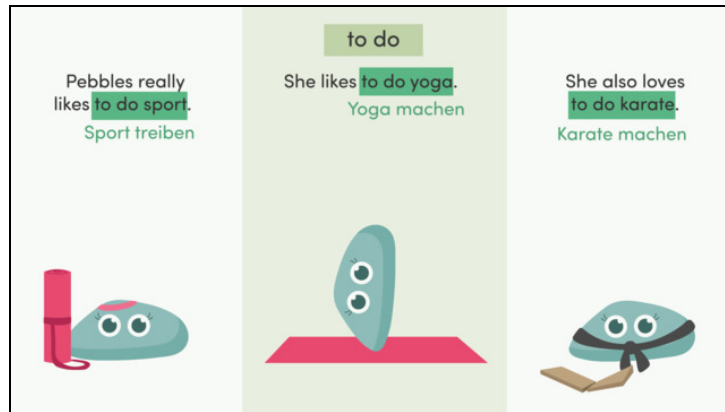 to do
Pebbles really
likes to do sport.
Sport treiben
She likes to do yoga.
Yoga machen
She also loves
to do karate.
Karate machen